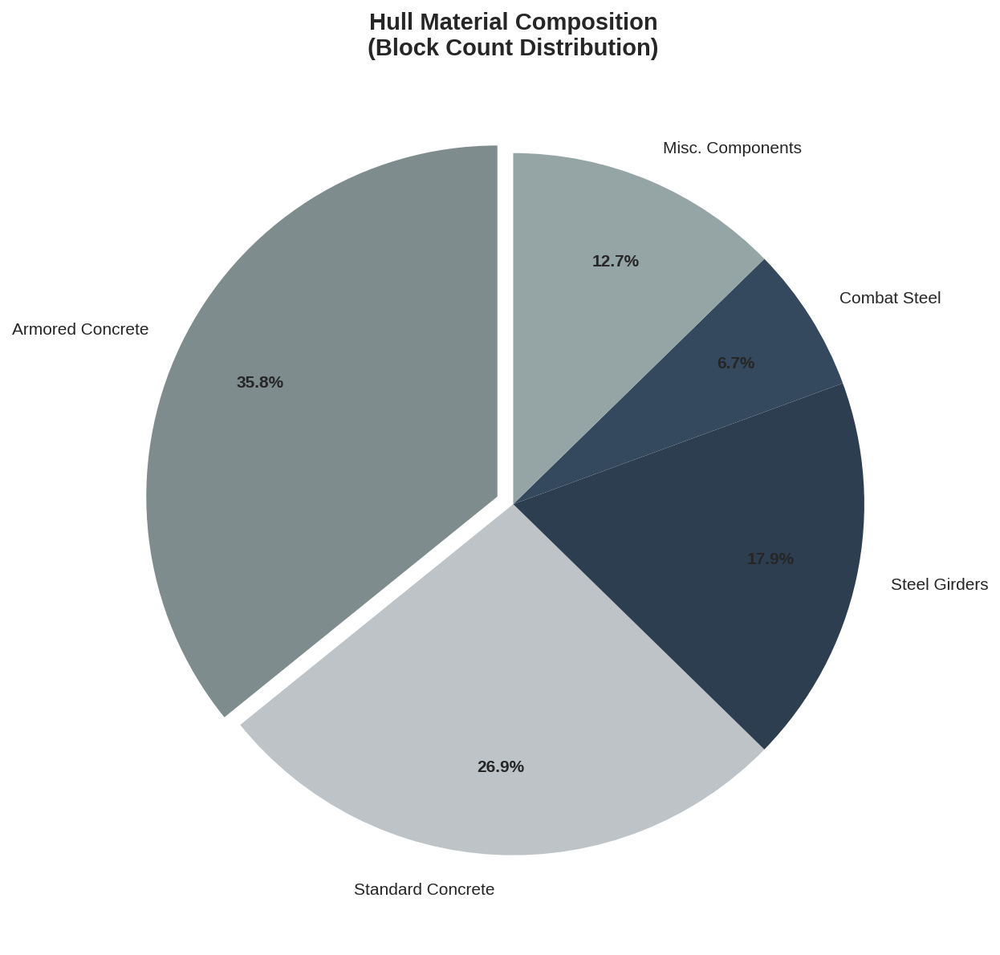 Hull Material Composition
(Block Count Distribution)
Misc. Components
12.7%
Combat Steel
6.7%
Armored Concrete
35.8%
17.9%
Steel Girders
26.9%
Standard Concrete